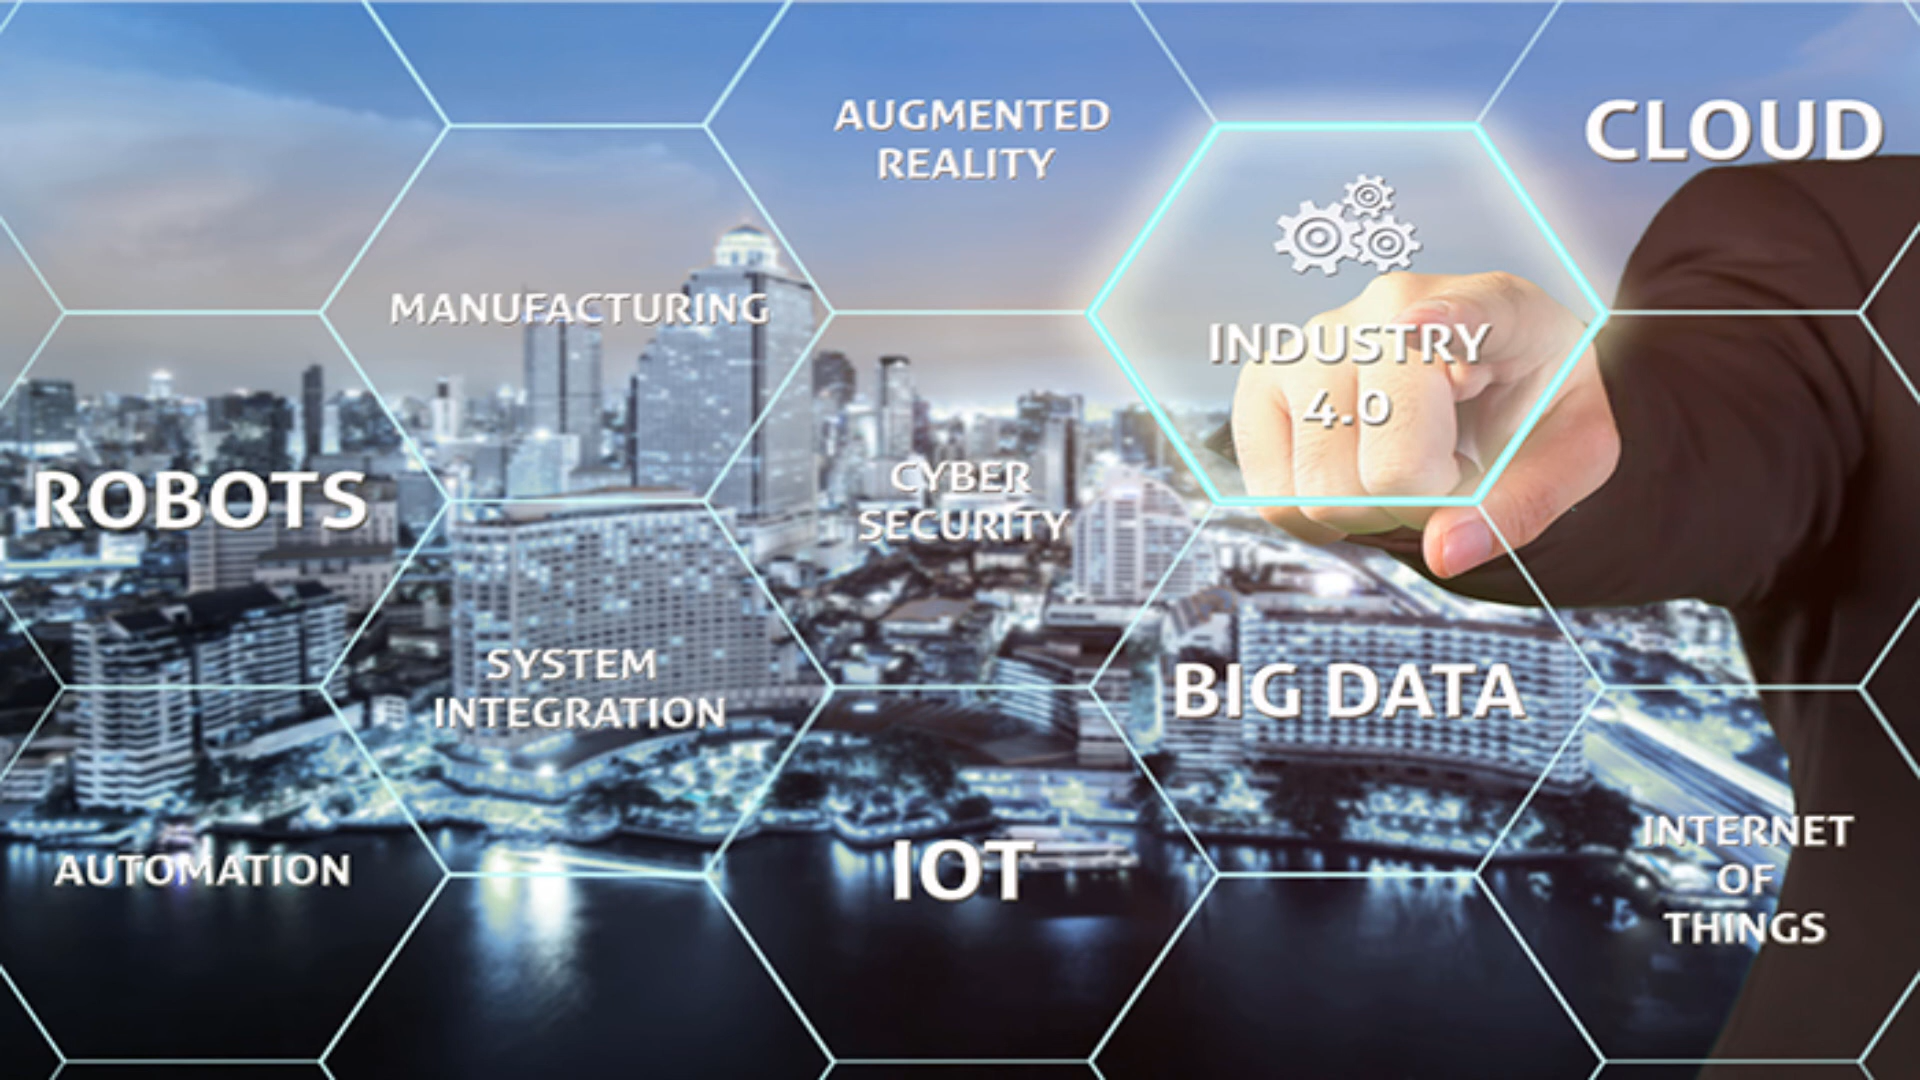 AUGMENTED
REALITY
CLOUD
MANUFACTURING
INDUSTRY
4.0
ROBOTS
CYBER
SECURITY
SYSTEM
INTEGRATION
BIG DATA
AUTOMATION
IOT
INTERNET
OF
THINGS